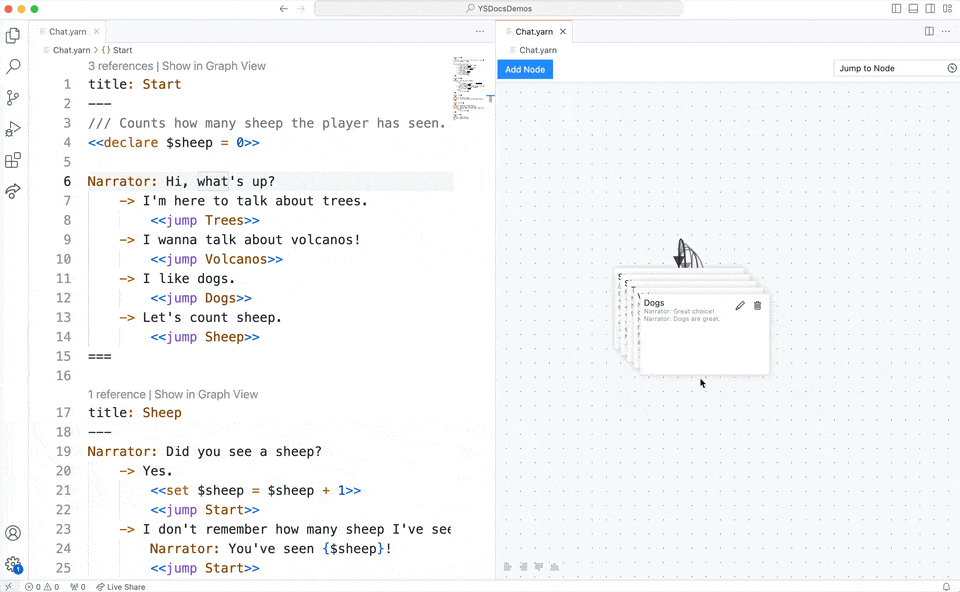 YSDocsDemos
Chat.yarn
Chat.yarn > {} Start
3 references | Show in Graph View
1 title: Start
2 ---
3 /// Counts how many sheep the player has seen.
4 <<declare $sheep = 0>>
5
6 Narrator: Hi, what's up?
7 -> I'm here to talk about trees.
8 <<jump Trees>>
9 -> I wanna talk about volcanos!
10 <<jump Volcanos>>
11 -> I like dogs.
12 <<jump Dogs>>
13 -> Let's count sheep.
14 <<jump Sheep>>
15 ===
16
1 reference | Show in Graph View
17 title: Sheep
18 ---
19 Narrator: Did you see a sheep?
20 -> Yes.
21 <<set $sheep = $sheep + 1>>
22 <<jump Start>>
23 -> I don't remember how many sheep I've see
24 Narrator: You've seen {$sheep}!
25 <<jump Start>>
Chat.yarn
Chat.yarn
Add Node
Jump to Node
Dogs
Narrator: Great choice!
Narrator: Dogs are great.
1
0 0 0 Live Share